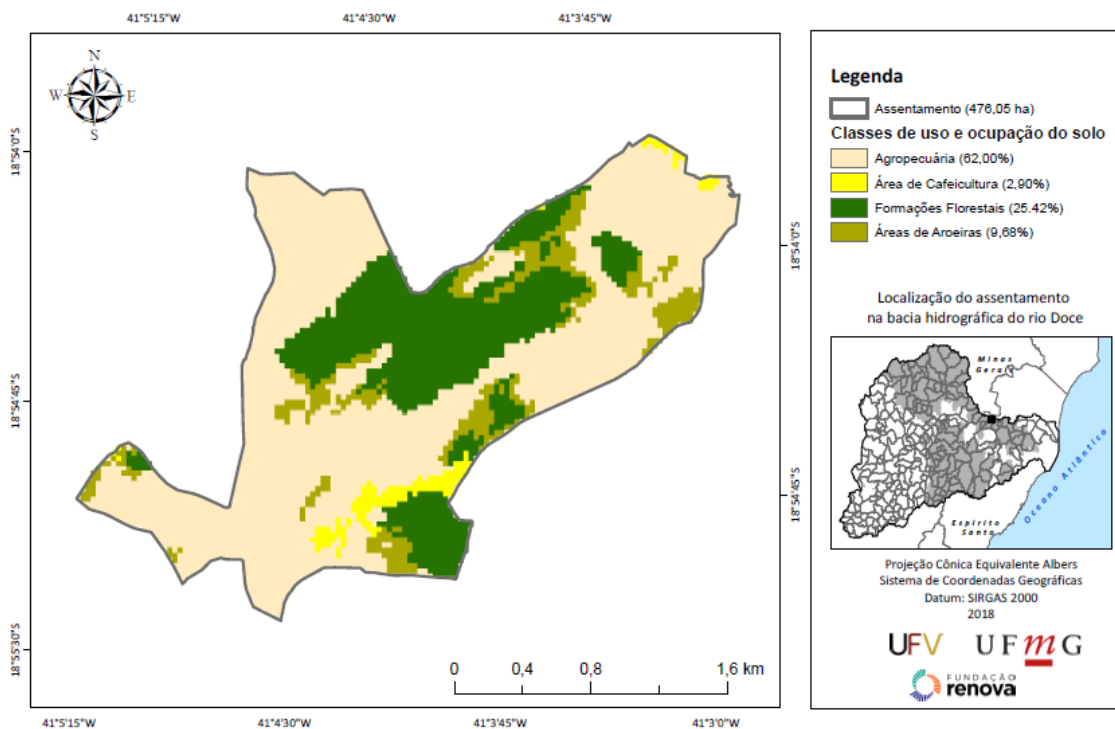 41°5'15"W
41°4'30"W
41°3'45"W
N
W
E
S
18°54'0"S
18°54'45"S
18°55'30"S
18°54'0"S
18°54'45"S
0
0,4
0,8
1,6 km
41°5'15"W
41°4'30"W
41°3'45"W
41°3'0"W
Legenda
Assentamento (476,05 ha)
Classes de uso e ocupação do solo
Agropecuária (62,00%)
Área de Cafeicultura (2,90%)
Formações Florestais (25.42%)
Áreas de Aroeiras (9,68%)
Localização do assentamento
na bacia hidrográfica do rio Doce
Minas
Gerais
Oceano Atlântico
Espírito
Santo
Projeção Cônica Equivalente Albers
Sistema de Coordenadas Geográficas
Datum: SIRGAS 2000
2018
UFV
UFmG
FUNDAÇÃO
renova